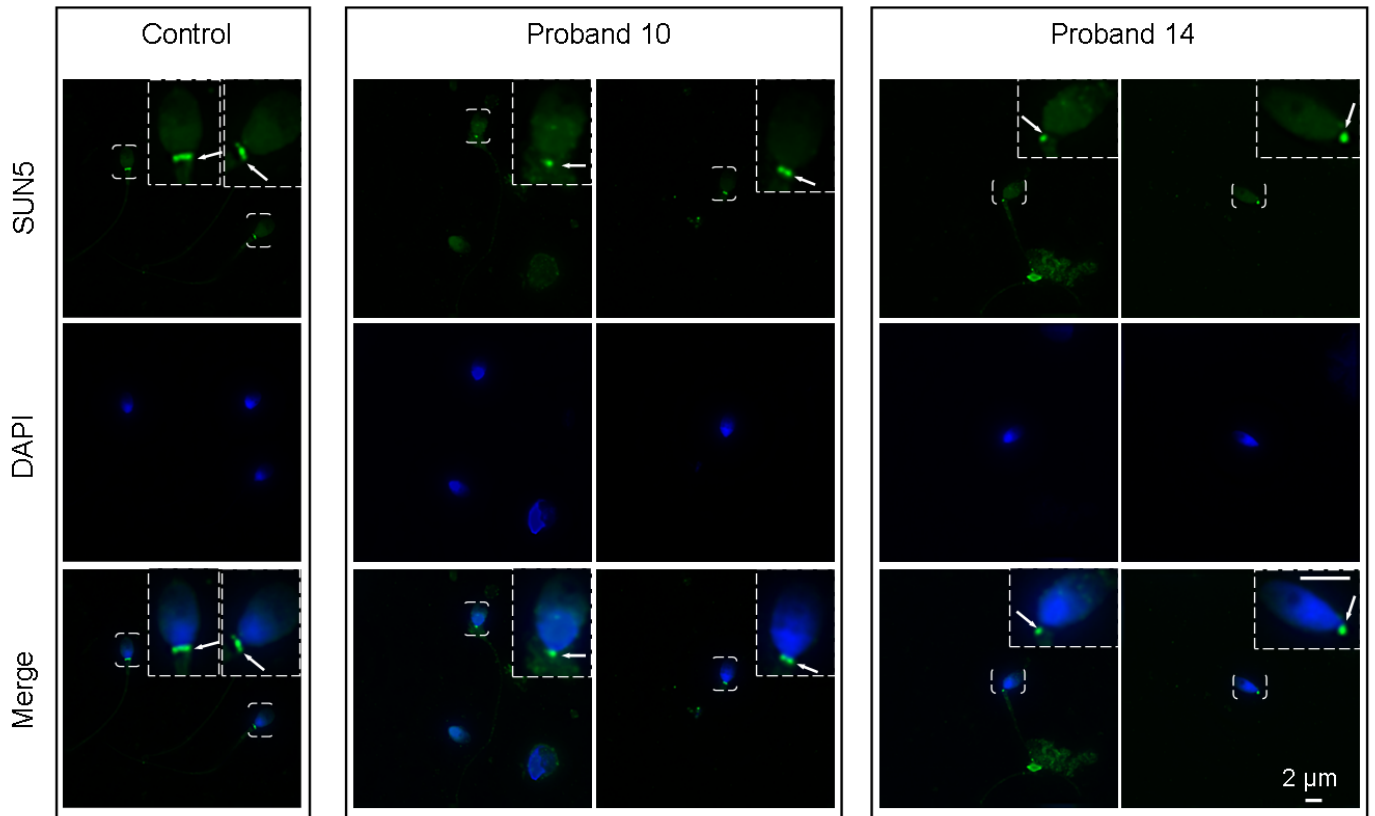 Control
Proband 10
Proband 14
SUN5
DAPI
Merge
2 μm